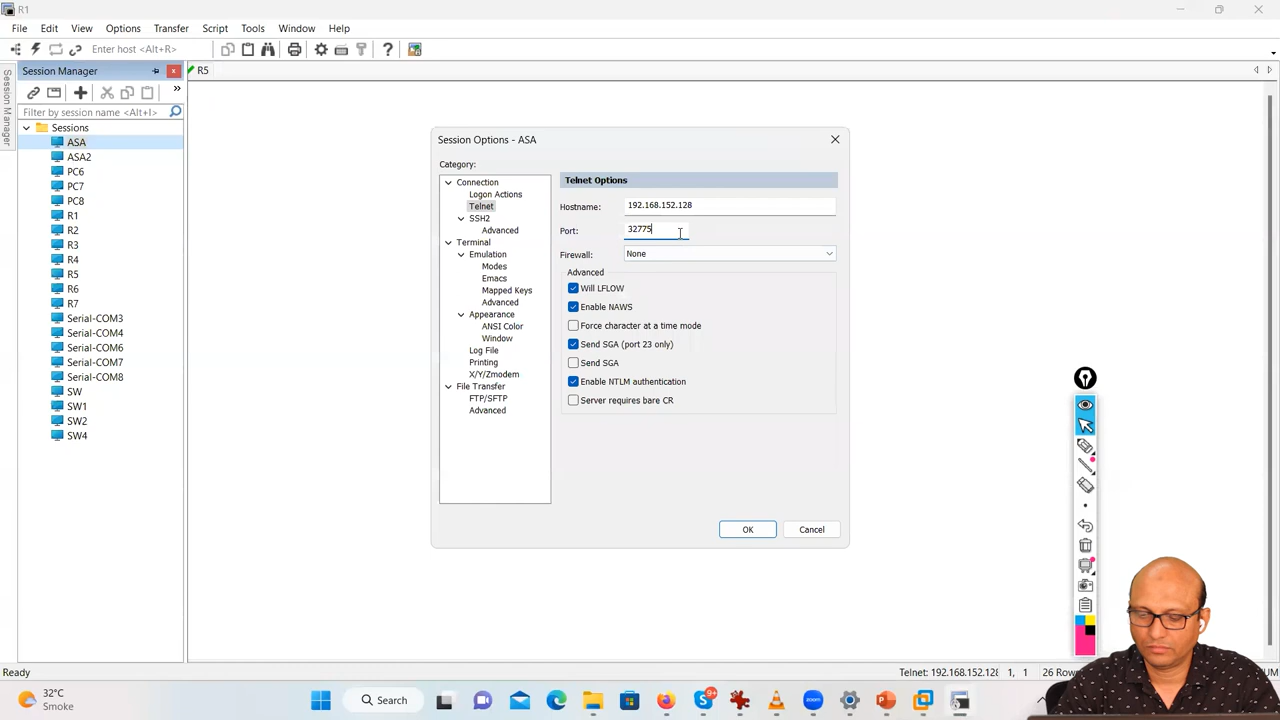 R1
File Edit View Options Transfer Script Tools Window Help
Enter host <Alt+R>
Session Manager
Session Manager
R5
Filter by session name <Alt+I>
Sessions
ASA
ASA2
PC6
PC7
PC8
R1
R2
R3
R4
R5
R6
R7
Serial-COM3
Serial-COM4
Serial-COM6
Serial-COM7
Serial-COM8
SW
SW1
SW2
SW4
Session Options - ASA
Category:
Connection
Logon Actions
Telnet
SSH2
Advanced
Terminal
Emulation
Modes
Emacs
Mapped Keys
Advanced
Appearance
ANSI Color
Window
Log File
Printing
X/Y/Zmodem
File Transfer
FTP/SFTP
Advanced
Telnet Options
Hostname: 192.168.152.128
Port: 32775
Firewall: None
Advanced
Will LFLOW
Enable NAWS
Force character at a time mode
Send SGA (port 23 only)
Send SGA
Enable NTLM authentication
Server requires bare CR
OK Cancel
Ready
Telnet: 192.168.152.128 1, 1 26 Rows
32°C
Smoke
Search
9+
zoom